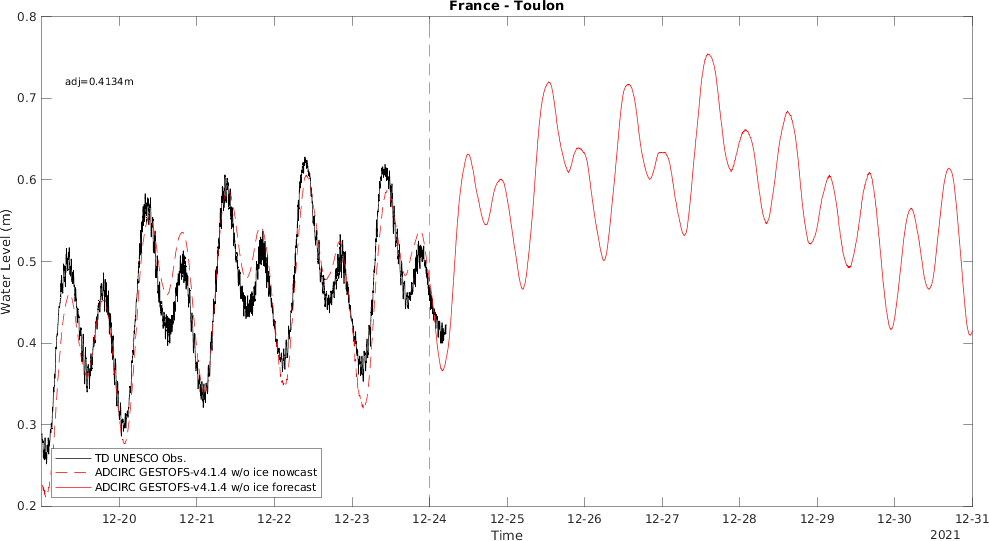 France - Toulon
0.8
adj=0.4134m
0.7
0.6
0.5
0.4
0.3
0.2
Water Level (m)
TD UNESCO Obs.
ADCIRC GESTOFS-v4.1.4 w/o ice nowcast
ADCIRC GESTOFS-v4.1.4 w/o ice forecast
12-20 12-21 12-22 12-23 12-24 12-25 12-26 12-27 12-28 12-29 12-30 12-31
Time
2021